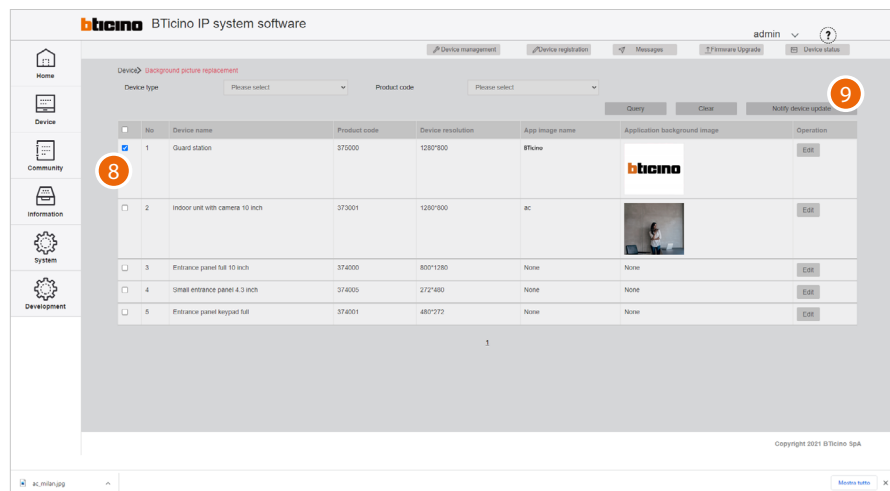 bticino BTicino IP system software
admin ?
Device management Device registration Messages Firmware Upgrade Device status
Home
Device> Background picture replacement
Device type Please select Product code Please select
9
Query Clear Notify device update
Device
No Device name Product code Device resolution App image name Application background image Operation
1 Guard station 375000 1280*800 BTicino bticino Edit
8
Community
2 Indoor unit with camera 10 inch 373001 1280*800 ac Edit
Information
System
3 Entrance panel full 10 inch 374000 800*1280 None None Edit
4 Small entrance panel 4.3 inch 374005 272*480 None None Edit
Development
5 Entrance panel keypad full 374001 480*272 None None Edit
1
Copyright 2021 BTicino SpA
ac_milan.jpg Mostra tutto X